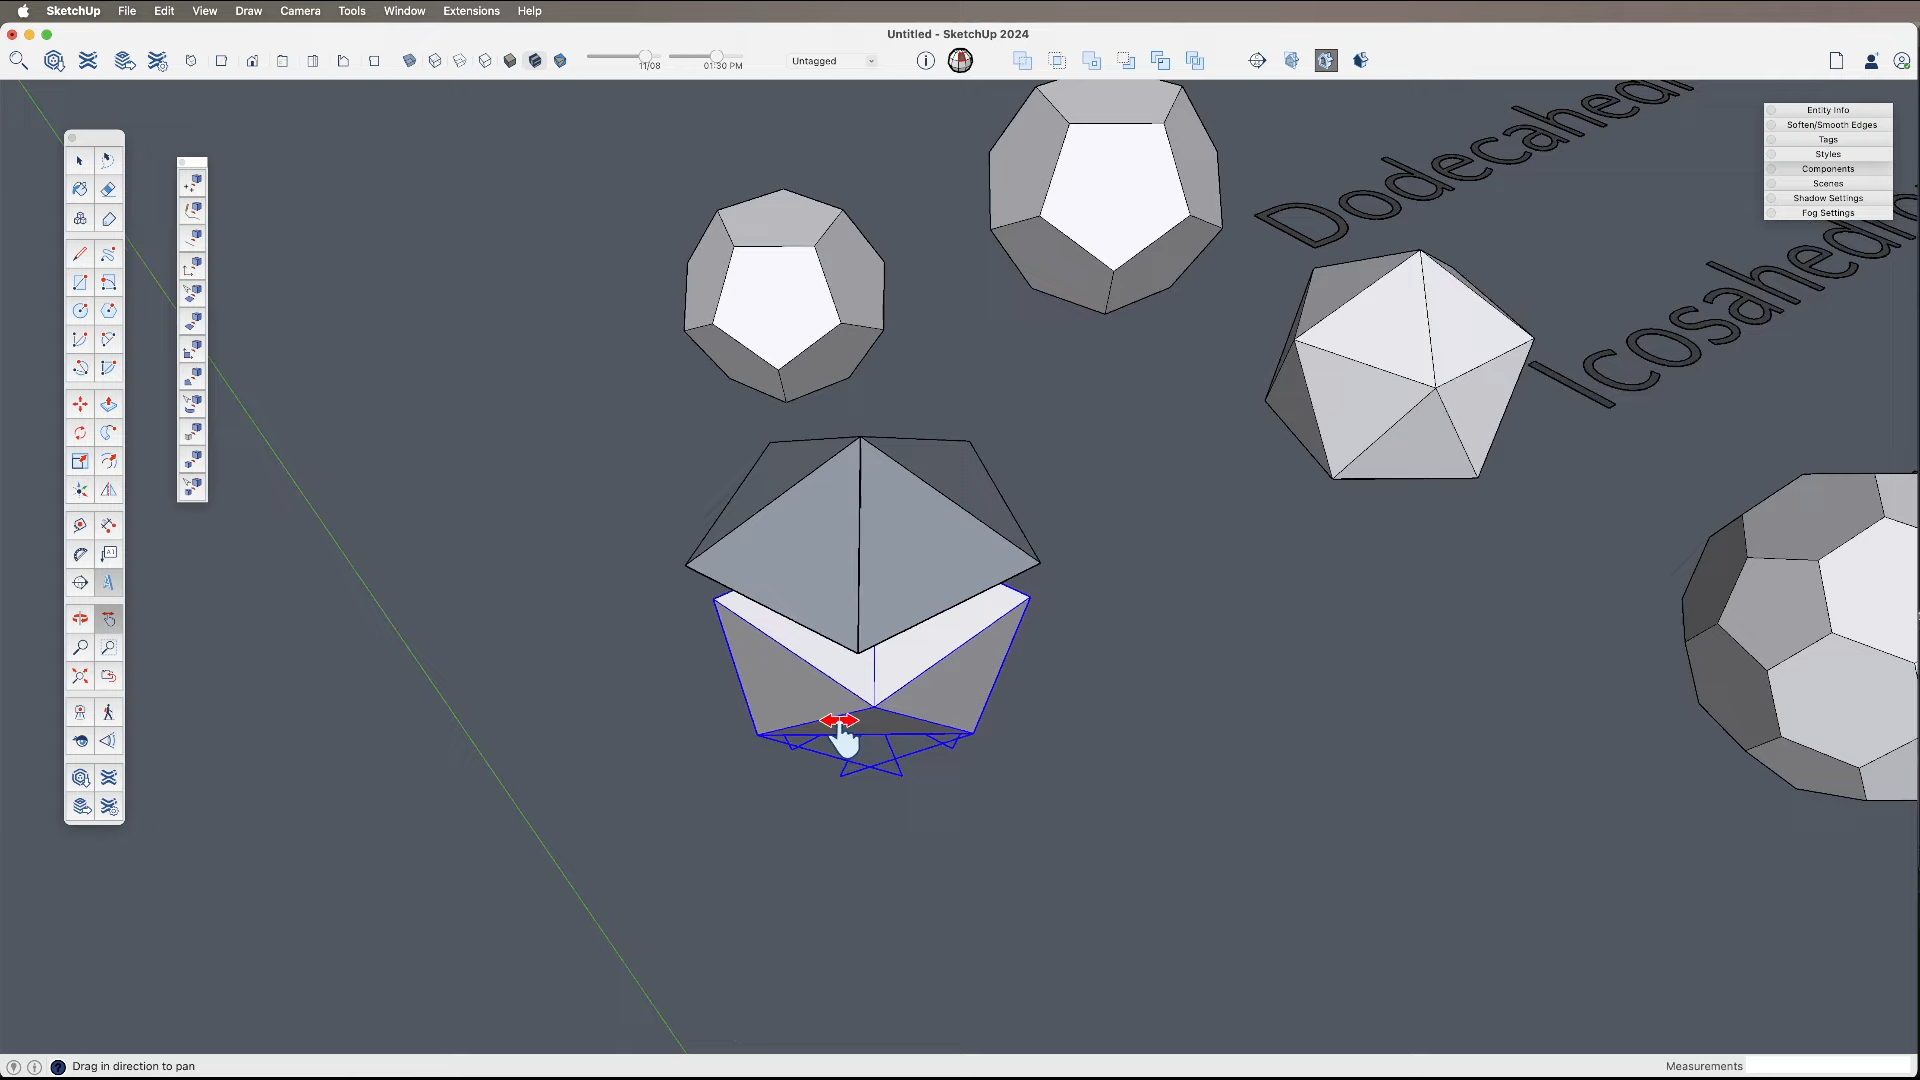 SketchUp File Edit View Draw Camera Tools Window Extensions Help
Untitled - SketchUp 2024
11/08 01:30 PM Untagged
Entity Info
Soften/Smooth Edges
Tags
Styles
Components
Scenes
Shadow Settings
Fog Settings
A1
Drag in direction to pan
Measurements